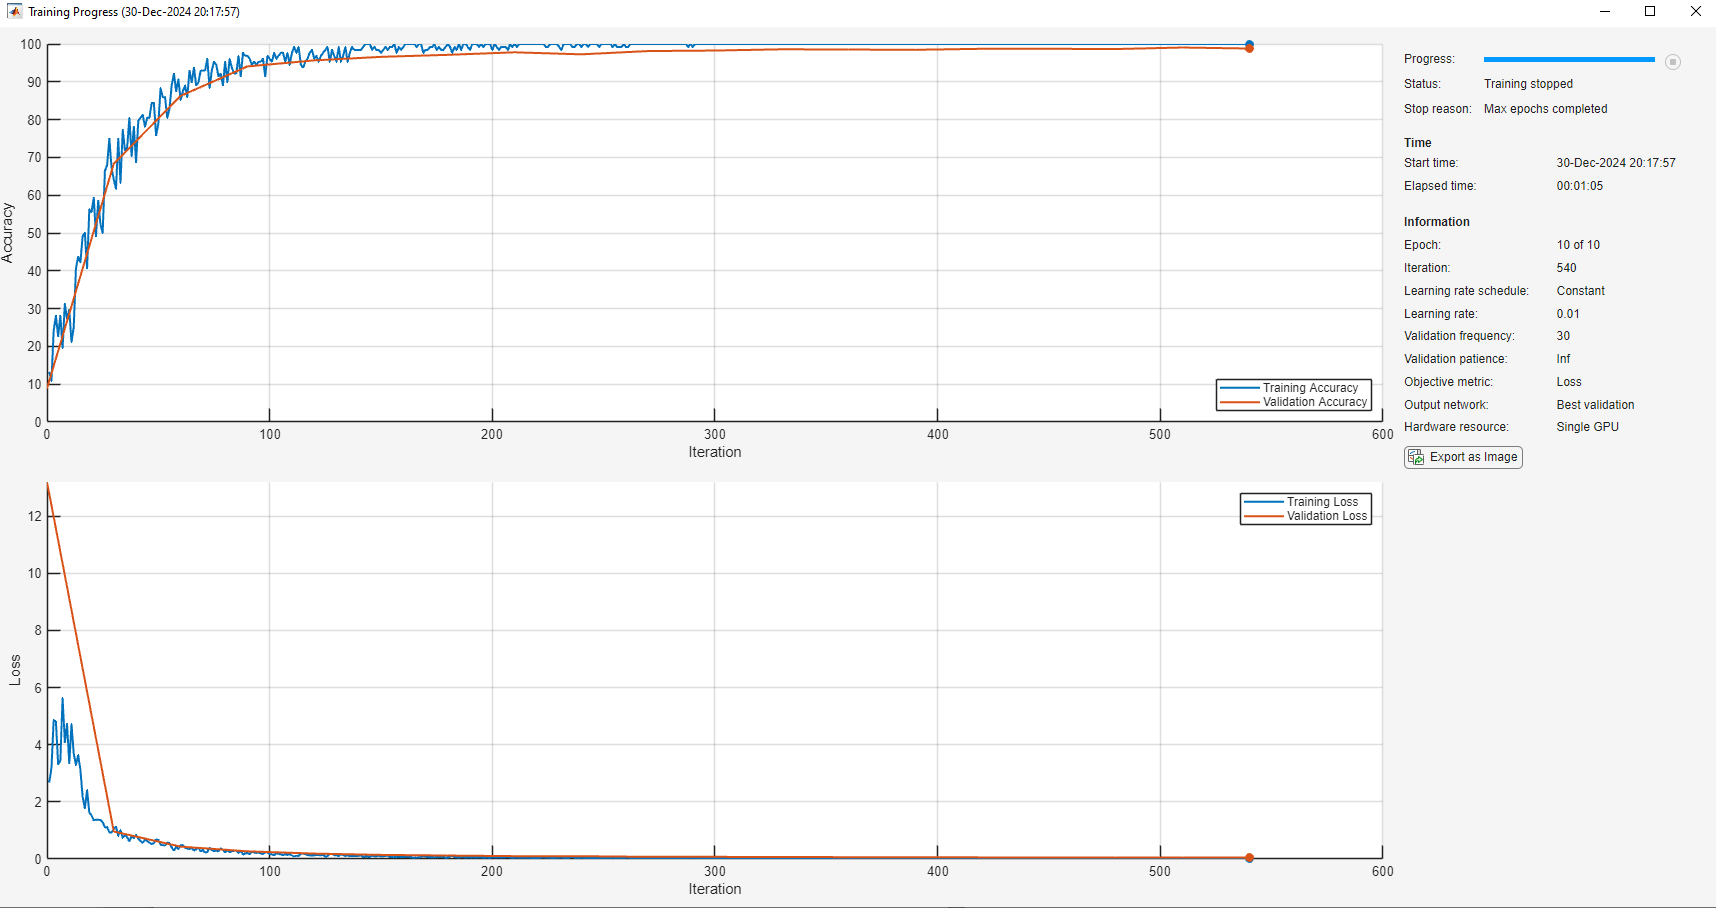 Training Progress (30-Dec-2024 20:17:57)
100
90
80
70
60
50
40
30
20
10
0
Accuracy
Training Accuracy
Validation Accuracy
0 100 200 300 400 500 600
Iteration
12
10
8
6
4
2
0
Loss
Training Loss
Validation Loss
0 100 200 300 400 500 600
Iteration
Progress:
Status: Training stopped
Stop reason: Max epochs completed
Time
Start time: 30-Dec-2024 20:17:57
Elapsed time: 00:01:05
Information
Epoch: 10 of 10
Iteration: 540
Learning rate schedule: Constant
Learning rate: 0.01
Validation frequency: 30
Validation patience: Inf
Objective metric: Loss
Output network: Best validation
Hardware resource: Single GPU
Export as Image